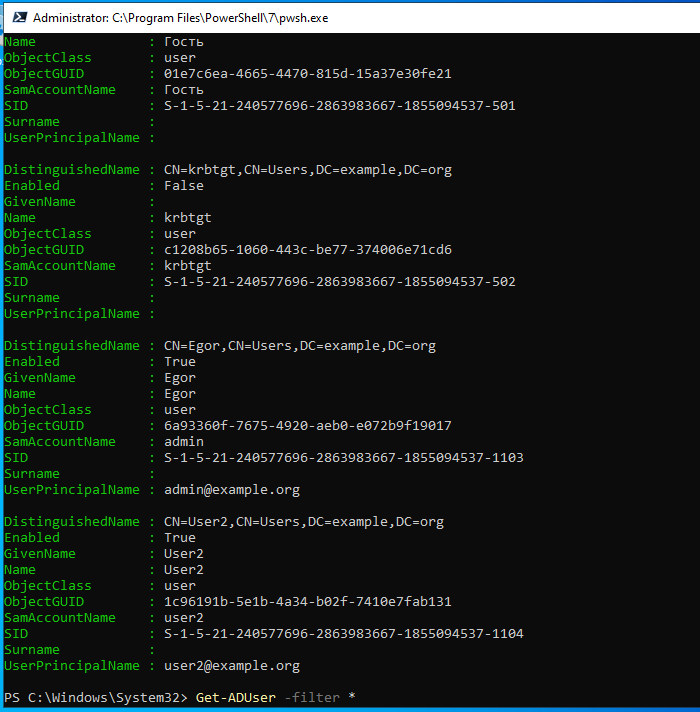 Administrator: C:\Program Files\PowerShell\7\pwsh.exe
Name : Гость
ObjectClass : user
ObjectGUID : 01e7c6ea-4665-4470-815d-15a37e30fe21
SamAccountName : Гость
SID : S-1-5-21-240577696-2863983667-1855094537-501
Surname :
UserPrincipalName :
DistinguishedName : CN=krbtgt,CN=Users,DC=example,DC=org
Enabled : False
GivenName :
Name : krbtgt
ObjectClass : user
ObjectGUID : c1208b65-1060-443c-be77-374006e71cd6
SamAccountName : krbtgt
SID : S-1-5-21-240577696-2863983667-1855094537-502
Surname :
UserPrincipalName :
DistinguishedName : CN=Egor,CN=Users,DC=example,DC=org
Enabled : True
GivenName : Egor
Name : Egor
ObjectClass : user
ObjectGUID : 6a93360f-7675-4920-aeb0-e072b9f19017
SamAccountName : admin
SID : S-1-5-21-240577696-2863983667-1855094537-1103
Surname :
UserPrincipalName : admin@example.org
DistinguishedName : CN=User2,CN=Users,DC=example,DC=org
Enabled : True
GivenName : User2
Name : User2
ObjectClass : user
ObjectGUID : 1c96191b-5e1b-4a34-b02f-7410e7fab131
SamAccountName : user2
SID : S-1-5-21-240577696-2863983667-1855094537-1104
Surname :
UserPrincipalName : user2@example.org
PS C:\Windows\System32> Get-ADUser -filter *